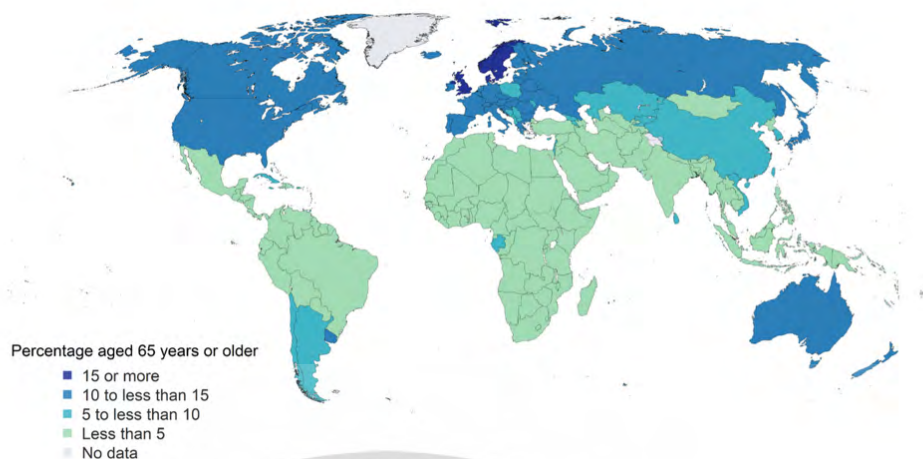 Percentage aged 65 years or older
15 or more
10 to less than 15
5 to less than 10
Less than 5
No data